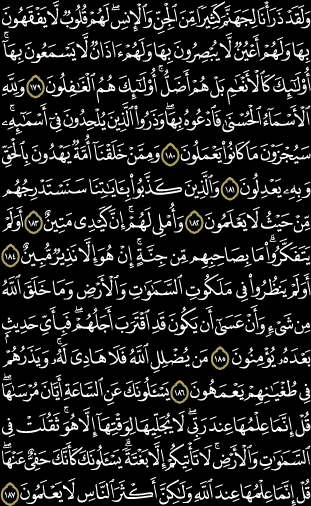 وَلَقَدْ ذَرَأْنَا لِجَهَنَّمَ كَثِيرًا مِّنَ ٱلْجِنِّ وَٱلْإِنسِ ۖ لَهُمْ قُلُوبٌ لَّا يَفْقَهُونَ
بِهَا وَلَهُمْ أَعْيُنٌ لَّا يُبْصِرُونَ بِهَا وَلَهُمْ ءَاذَانٌ لَّا يَسْمَعُونَ بِهَآ ۚ
أُو۟لَٰٓئِكَ كَٱلْأَنْعَٰمِ بَلْ هُمْ أَضَلُّ ۚ أُو۟لَٰٓئِكَ هُمُ ٱلْغَٰفِلُونَ ١٧٩ وَلِلَّهِ
ٱلْأَسْمَآءُ ٱلْحُسْنَىٰ فَٱدْعُوهُ بِهَا ۖ وَذَرُوا۟ ٱلَّذِينَ يُلْحِدُونَ فِىٓ أَسْمَٰٓئِهِۦ ۚ
سَيُجْزَوْنَ مَا كَانُوا۟ يَعْمَلُونَ ١٨٠ وَمِمَّنْ خَلَقْنَآ أُمَّةٌ يَهْدُونَ بِٱلْحَقِّ
وَبِهِۦ يَعْدِلُونَ ١٨١ وَٱلَّذِينَ كَذَّبُوا۟ بِـَٔايَٰتِنَا سَنَسْتَدْرِجُهُم
مِّنْ حَيْثُ لَا يَعْلَمُونَ ١٨٢ وَأُمْلِى لَهُمْ ۚ إِنَّ كَيْدِى مَتِينٌ ١٨٣ أَوَلَمْ
يَتَفَكَّرُوا۟ ۗ مَا بِصَاحِبِهِم مِّن جِنَّةٍ ۚ إِنْ هُوَ إِلَّا نَذِيرٌ مُّبِينٌ ١٨٤
أَوَلَمْ يَنظُرُوا۟ فِى مَلَكُوتِ ٱلسَّمَٰوَٰتِ وَٱلْأَرْضِ وَمَا خَلَقَ ٱللَّهُ
مِن شَىْءٍ وَأَنْ عَسَىٰٓ أَن يَكُونَ قَدِ ٱقْتَرَبَ أَجَلُهُمْ ۖ فَبِأَىِّ حَدِيثٍۭ
بَعْدَهُۥ يُؤْمِنُونَ ١٨٥ مَن يُضْلِلِ ٱللَّهُ فَلَا هَادِىَ لَهُۥ ۚ وَيَذَرُهُمْ
فِى طُغْيَٰنِهِمْ يَعْمَهُونَ ١٨٦ يَسْـَٔلُونَكَ عَنِ ٱلسَّاعَةِ أَيَّانَ مُرْسَىٰهَا ۖ
قُلْ إِنَّمَا عِلْمُهَا عِندَ رَبِّى ۖ لَا يُجَلِّيهَا لِوَقْتِهَآ إِلَّا هُوَ ۚ ثَقُلَتْ فِى
ٱلسَّمَٰوَٰتِ وَٱلْأَرْضِ ۚ لَا تَأْتِيكُمْ إِلَّا بَغْتَةً ۗ يَسْـَٔلُونَكَ كَأَنَّكَ حَفِىٌّ عَنْهَا ۖ
قُلْ إِنَّمَا عِلْمُهَا عِندَ ٱللَّهِ وَلَٰكِنَّ أَكْثَرَ ٱلنَّاسِ لَا يَعْلَمُونَ ١٨٧